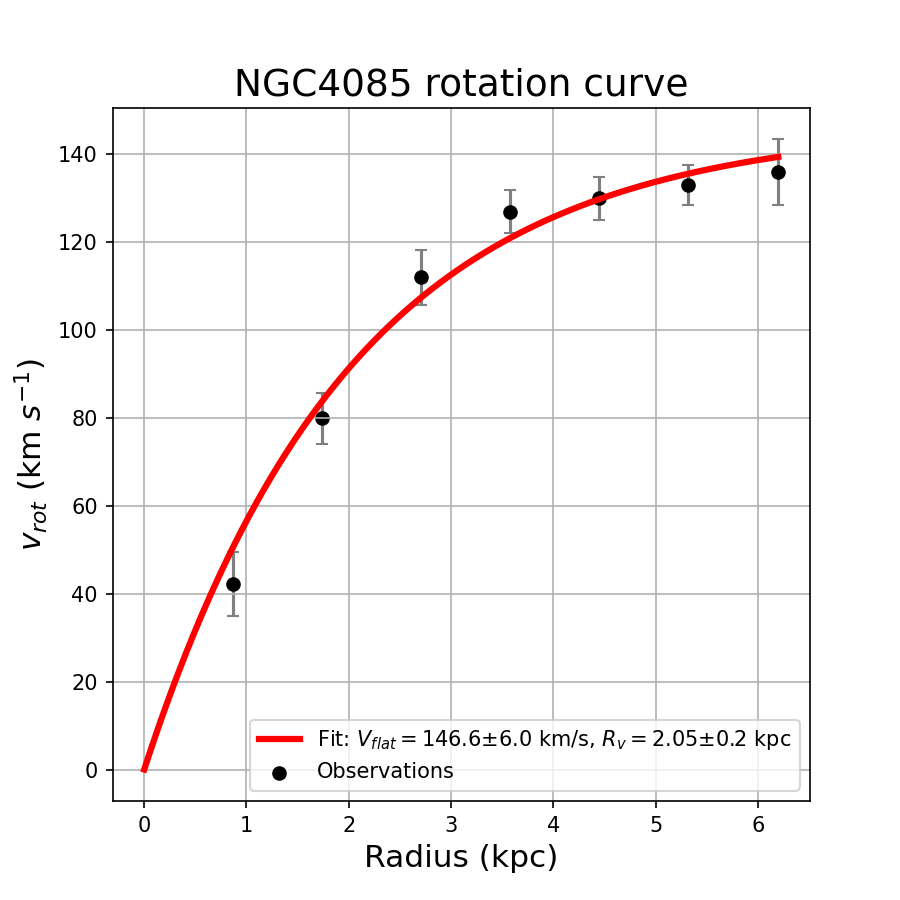 NGC4085 rotation curve
140
120
100
80
60
40
20
0
v_rot (km s⁻¹)
Fit: V_flat = 146.6±6.0 km/s, R_v = 2.05±0.2 kpc
Observations
0 1 2 3 4 5 6
Radius (kpc)